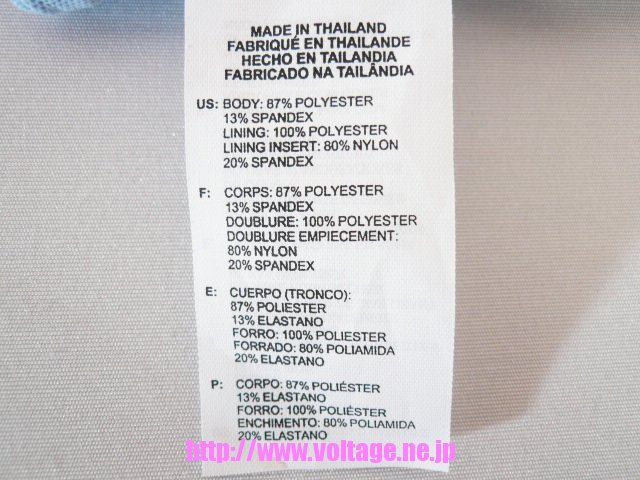 MADE IN THAILAND
FABRIQUÉ EN THAILANDE
HECHO EN TAILANDIA
FABRICADO NA TAILÂNDIA
US: BODY: 87% POLYESTER
13% SPANDEX
LINING: 100% POLYESTER
LINING INSERT: 80% NYLON
20% SPANDEX
F: CORPS: 87% POLYESTER
13% SPANDEX
DOUBLURE: 100% POLYESTER
DOUBLURE EMPIECEMENT:
80% NYLON
20% SPANDEX
E: CUERPO (TRONCO):
87% POLIESTER
13% ELASTANO
FORRO: 100% POLIESTER
FORRADO: 80% POLIAMIDA
20% ELASTANO
P: CORPO: 87% POLIÉSTER
13% ELASTANO
FORRO: 100% POLIÉSTER
ENCHIMENTO: 80% POLIAMIDA
20% ELASTANO
http://www.voltage.ne.jp